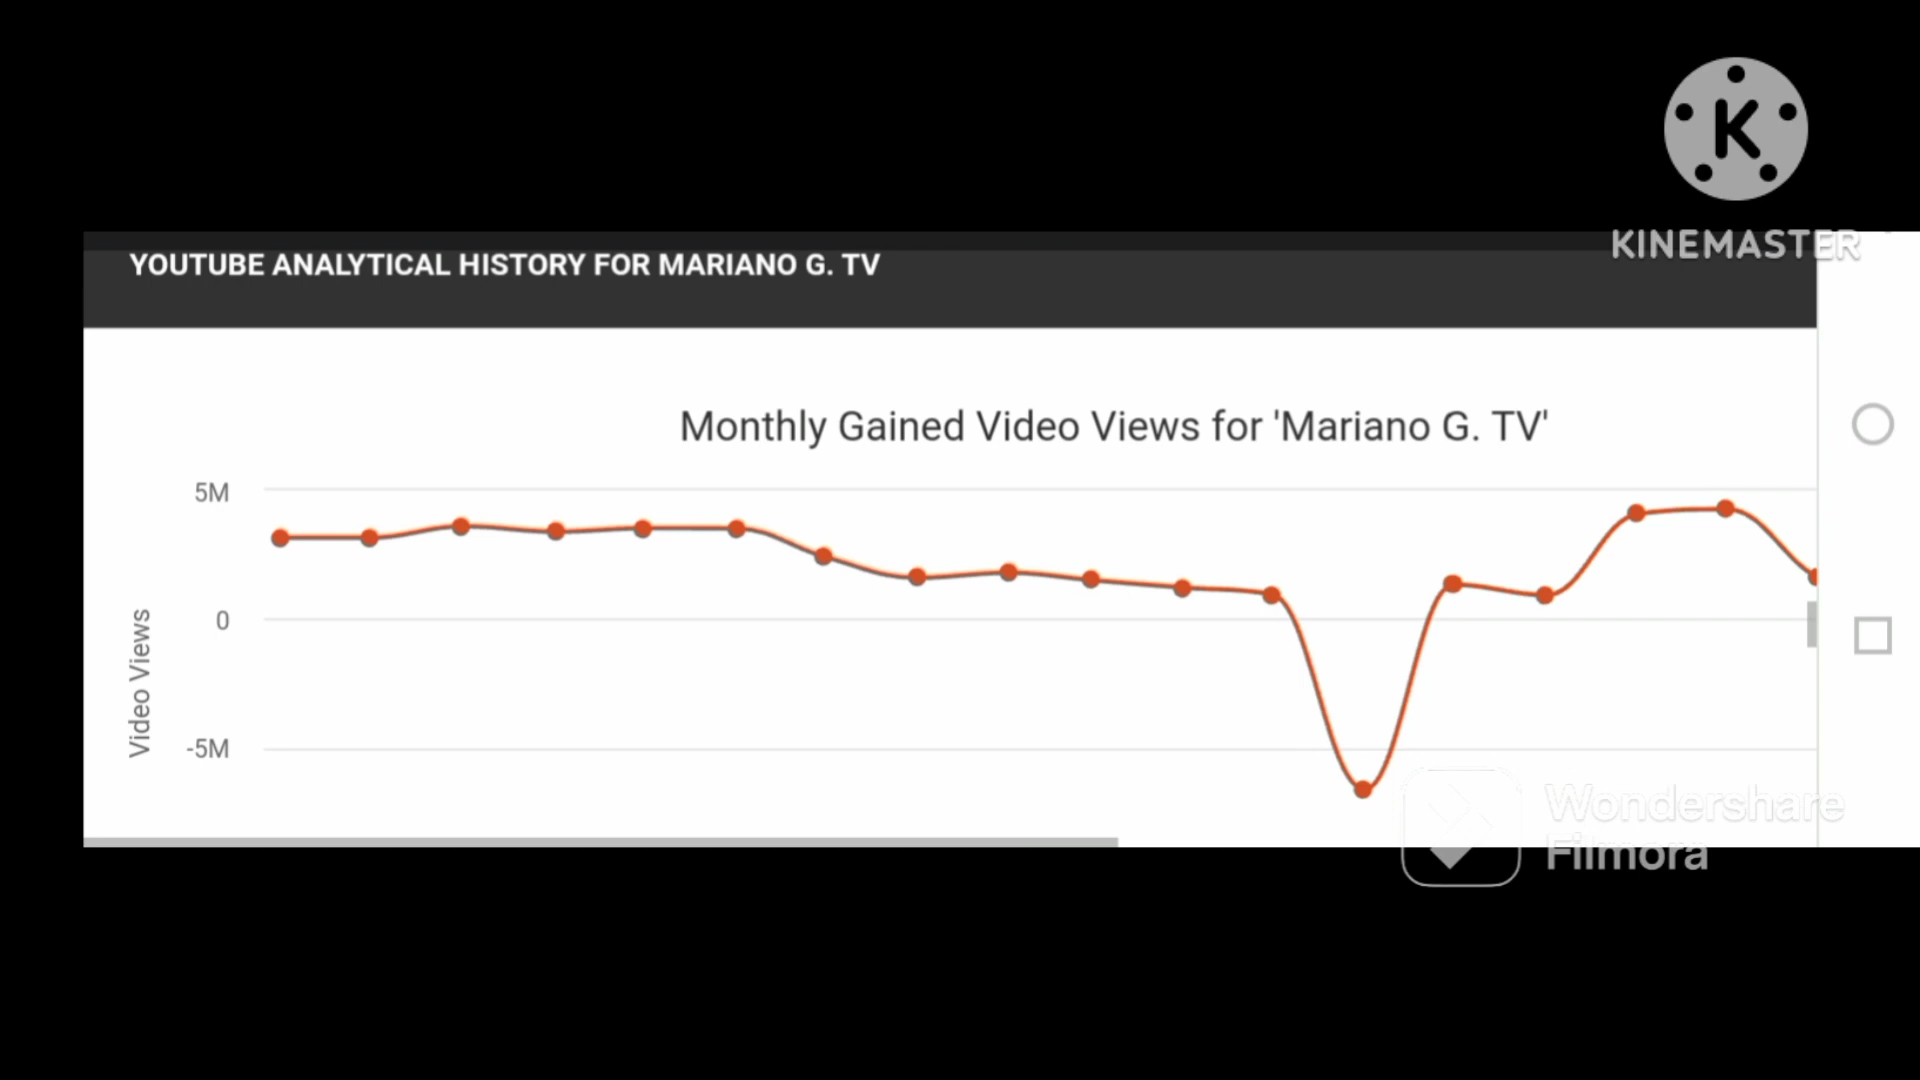 K
KINEMASTER
YOUTUBE ANALYTICAL HISTORY FOR MARIANO G. TV
Monthly Gained Video Views for 'Mariano G. TV'
5M
0
-5M
Video Views
Wondershare
Filmora